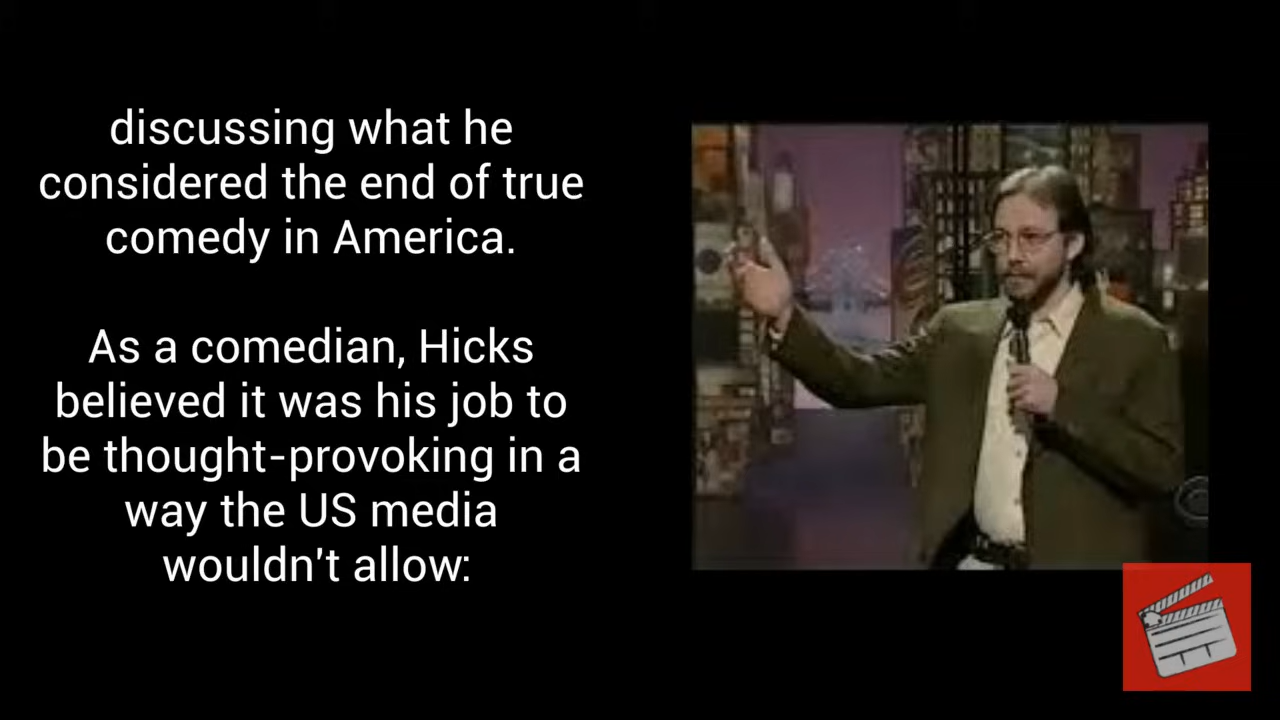 discussing what he
considered the end of true
comedy in America.
As a comedian, Hicks
believed it was his job to
be thought-provoking in a
way the US media
wouldn't allow: